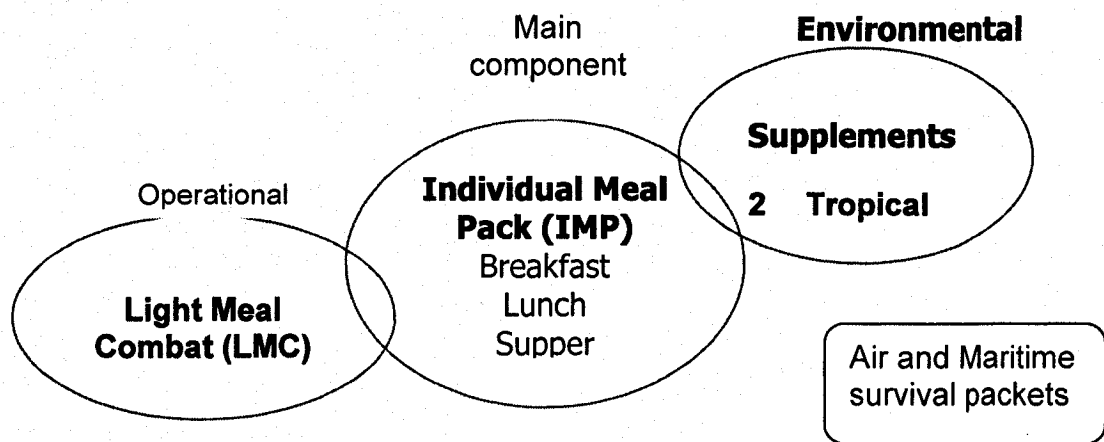 Main
component
Environmental
Supplements
2 Tropical
Individual Meal
Pack (IMP)
Breakfast
Lunch
Supper
Operational
Light Meal
Combat (LMC)
Air and Maritime
survival packets